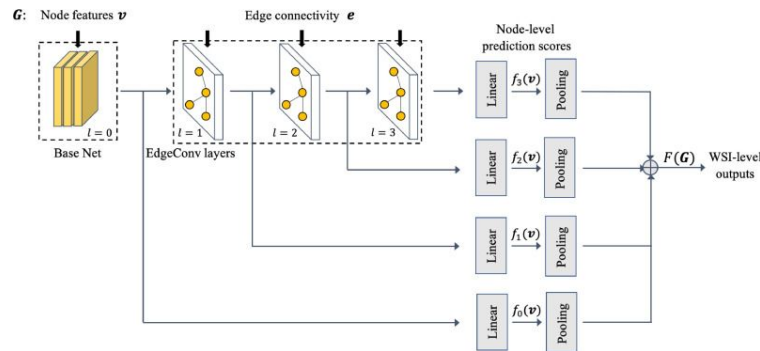 G: Node features v
Edge connectivity e
Node-level
prediction scores
l = 0
l = 1
l = 2
l = 3
Base Net
EdgeConv layers
Linear
f₃(v)
Pooling
Linear
f₂(v)
Pooling
F(G)
WSI-level
outputs
Linear
f₁(v)
Pooling
Linear
f₀(v)
Pooling